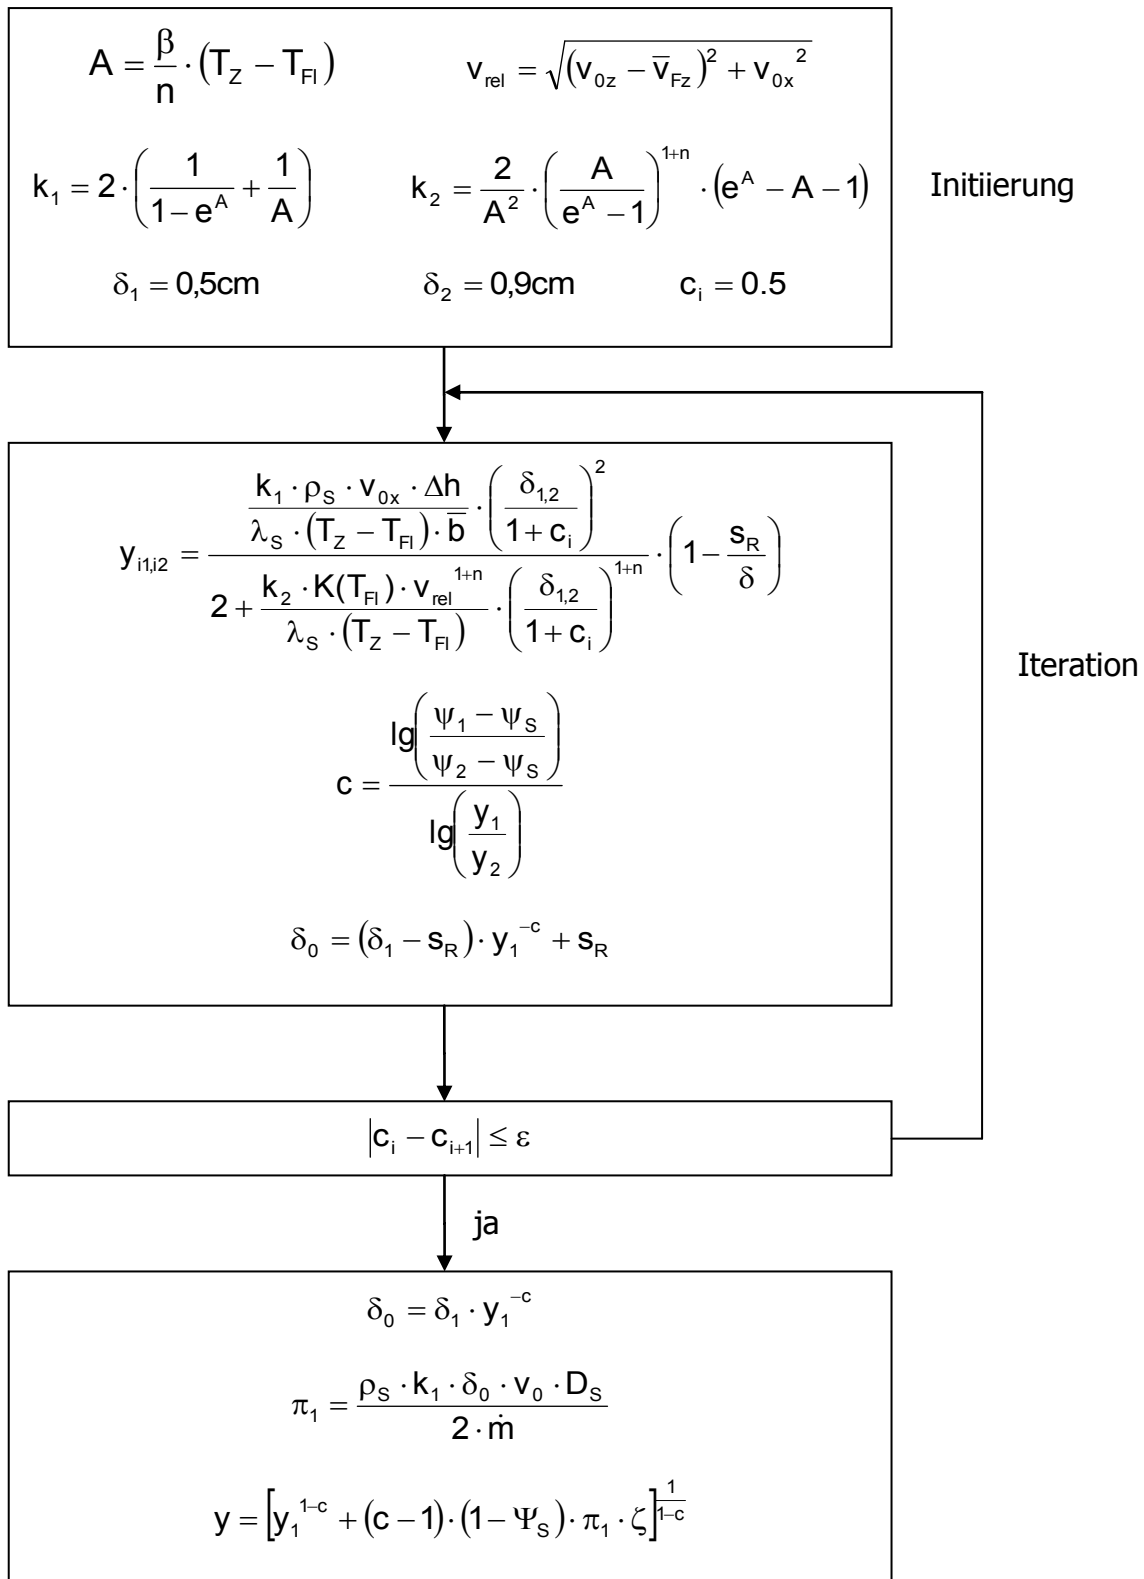 A = β/n · (T_Z − T_Fl)
v_rel = √((v_0z − v̄_Fz)² + v_0x²)
k_1 = 2 · (1/(1 − e^A) + 1/A)
k_2 = 2/A² · (A/(e^A − 1))^(1+n) · (e^A − A − 1)
Initiierung
δ_1 = 0,5cm
δ_2 = 0,9cm
c_i = 0.5
y_i1,i2 = ((k_1 · ρ_S · v_0x · Δh)/(λ_S · (T_Z − T_Fl) · b̄) · (δ_1,2/(1 + c_i))²)/(2 + (k_2 · K(T_Fl) · v_rel^(1+n))/(λ_S · (T_Z − T_Fl)) · (δ_1,2/(1 + c_i))^(1+n)) · (1 − s_R/δ)
Iteration
c = lg((ψ_1 − ψ_S)/(ψ_2 − ψ_S))/lg(y_1/y_2)
δ_0 = (δ_1 − s_R) · y_1^(−c) + s_R
|c_i − c_(i+1)| ≤ ε
ja
δ_0 = δ_1 · y_1^(−c)
π_1 = (ρ_S · k_1 · δ_0 · v_0 · D_S)/(2 · ṁ)
y = [y_1^(1−c) + (c − 1) · (1 − Ψ_S) · π_1 · ζ]^(1/(1−c))